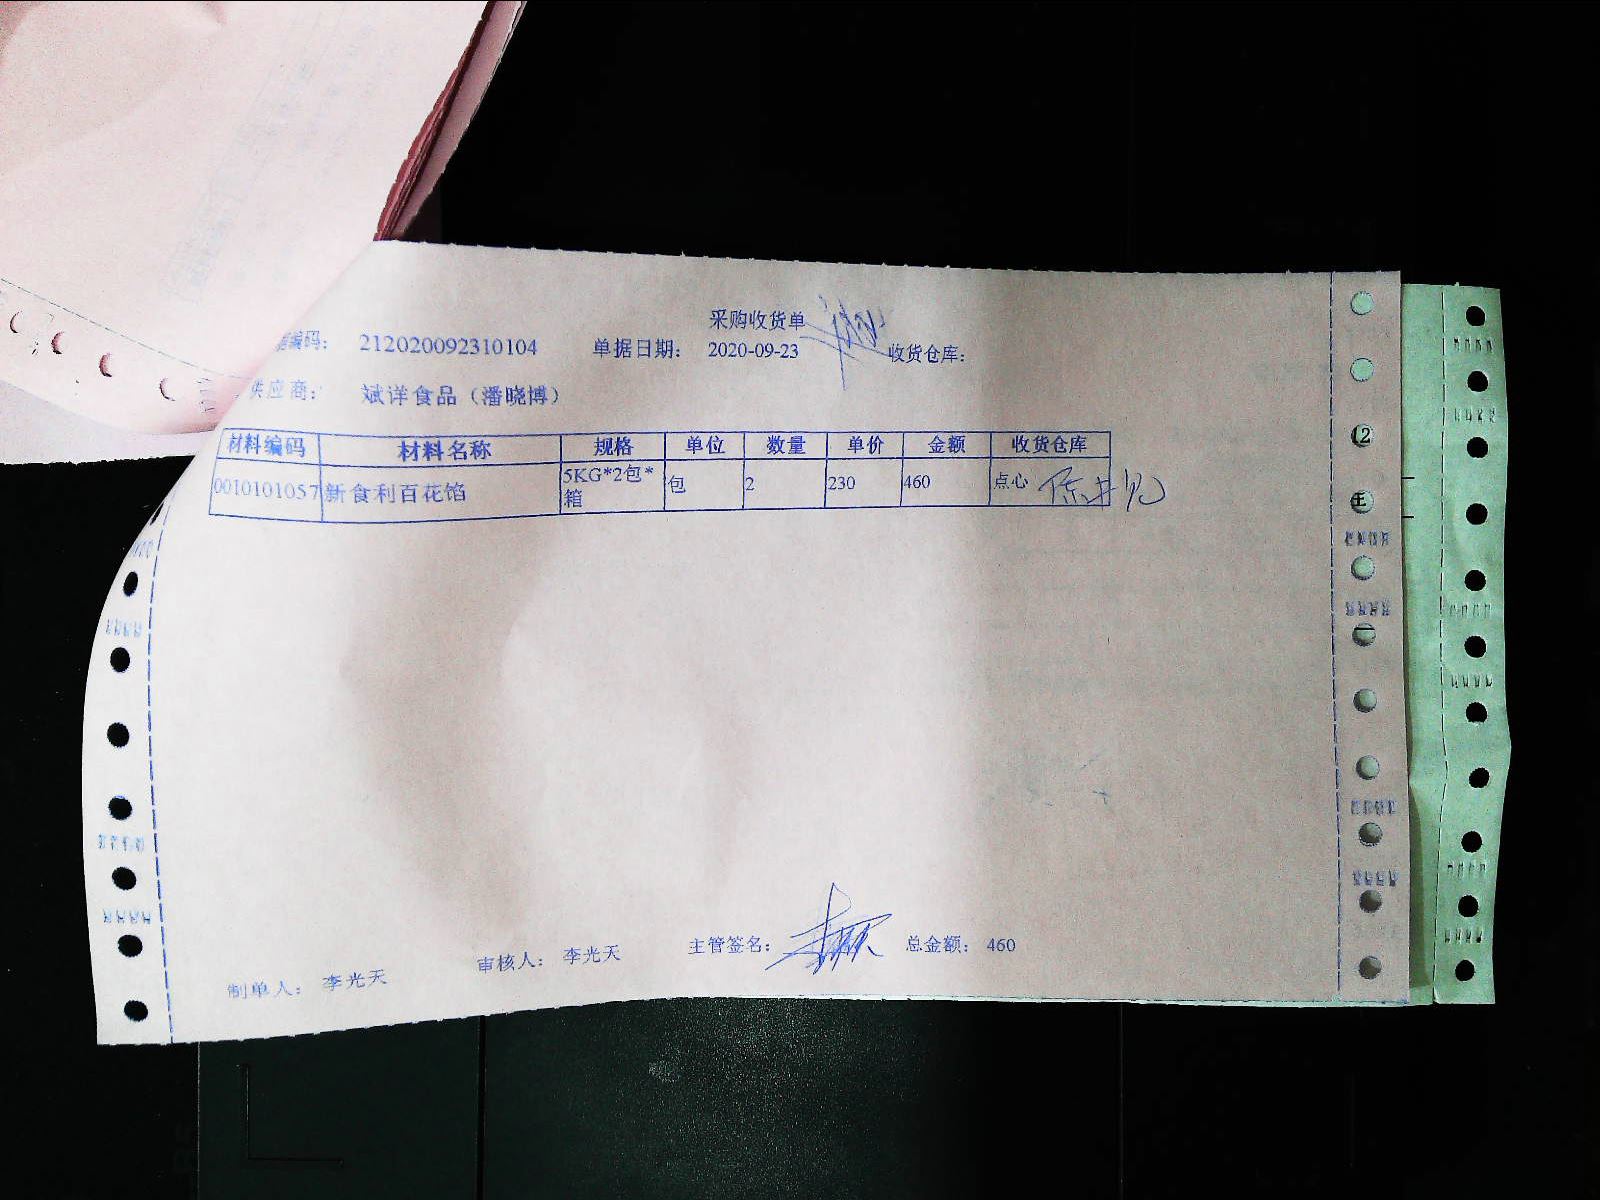 采购收货单
编码: 212020092310104 单据日期: 2020-09-23 收货仓库:
供应商: 斌详食品（潘晓博）
材料编码 材料名称 规格 单位 数量 单价 金额 收货仓库
0010101057 新食利百花馅 5KG*2包*箱 包 2 230 460 点心
制单人: 李光天 审核人: 李光天 主管签名: 总金额: 460